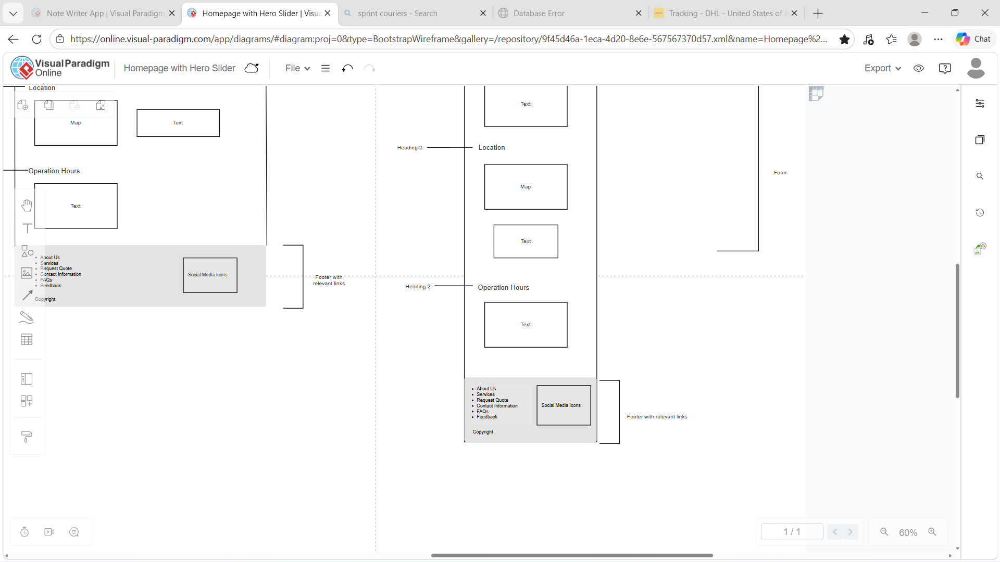 Note Writer App | Visual Paradigm
Homepage with Hero Slider | Visua
sprint couriers - Search
Database Error
Tracking - DHL - United States of A
https://online.visual-paradigm.com/app/diagrams/#diagram:proj=0&type=BootstrapWireframe&gallery=/repository/9f45d46a-1eca-4d20-8e6e-567567370d57.xml&name=Homepage%2...
Chat
Visual Paradigm
Online
Homepage with Hero Slider
File
Export
Location
Map
Text
Operation Hours
Text
About Us
Services
Request Quote
Contact Information
FAQs
Feedback
Copyright
Social Media Icons
Footer with
relevant links
Text
Heading 2
Location
Map
Text
Heading 2
Operation Hours
Text
About Us
Services
Request Quote
Contact Information
FAQs
Feedback
Copyright
Social Media Icons
Footer with relevant links
Form
1 / 1
60%